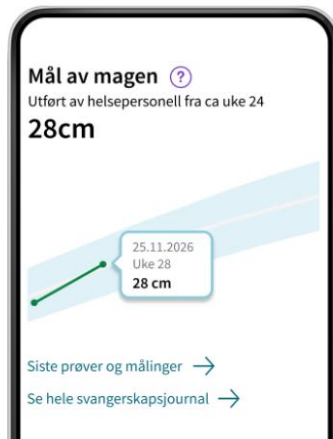 Mål av magen ?
Utført av helsepersonell fra ca uke 24
28cm
25.11.2026
Uke 28
28 cm
Siste prøver og målinger →
Se hele svangerskapsjournal →